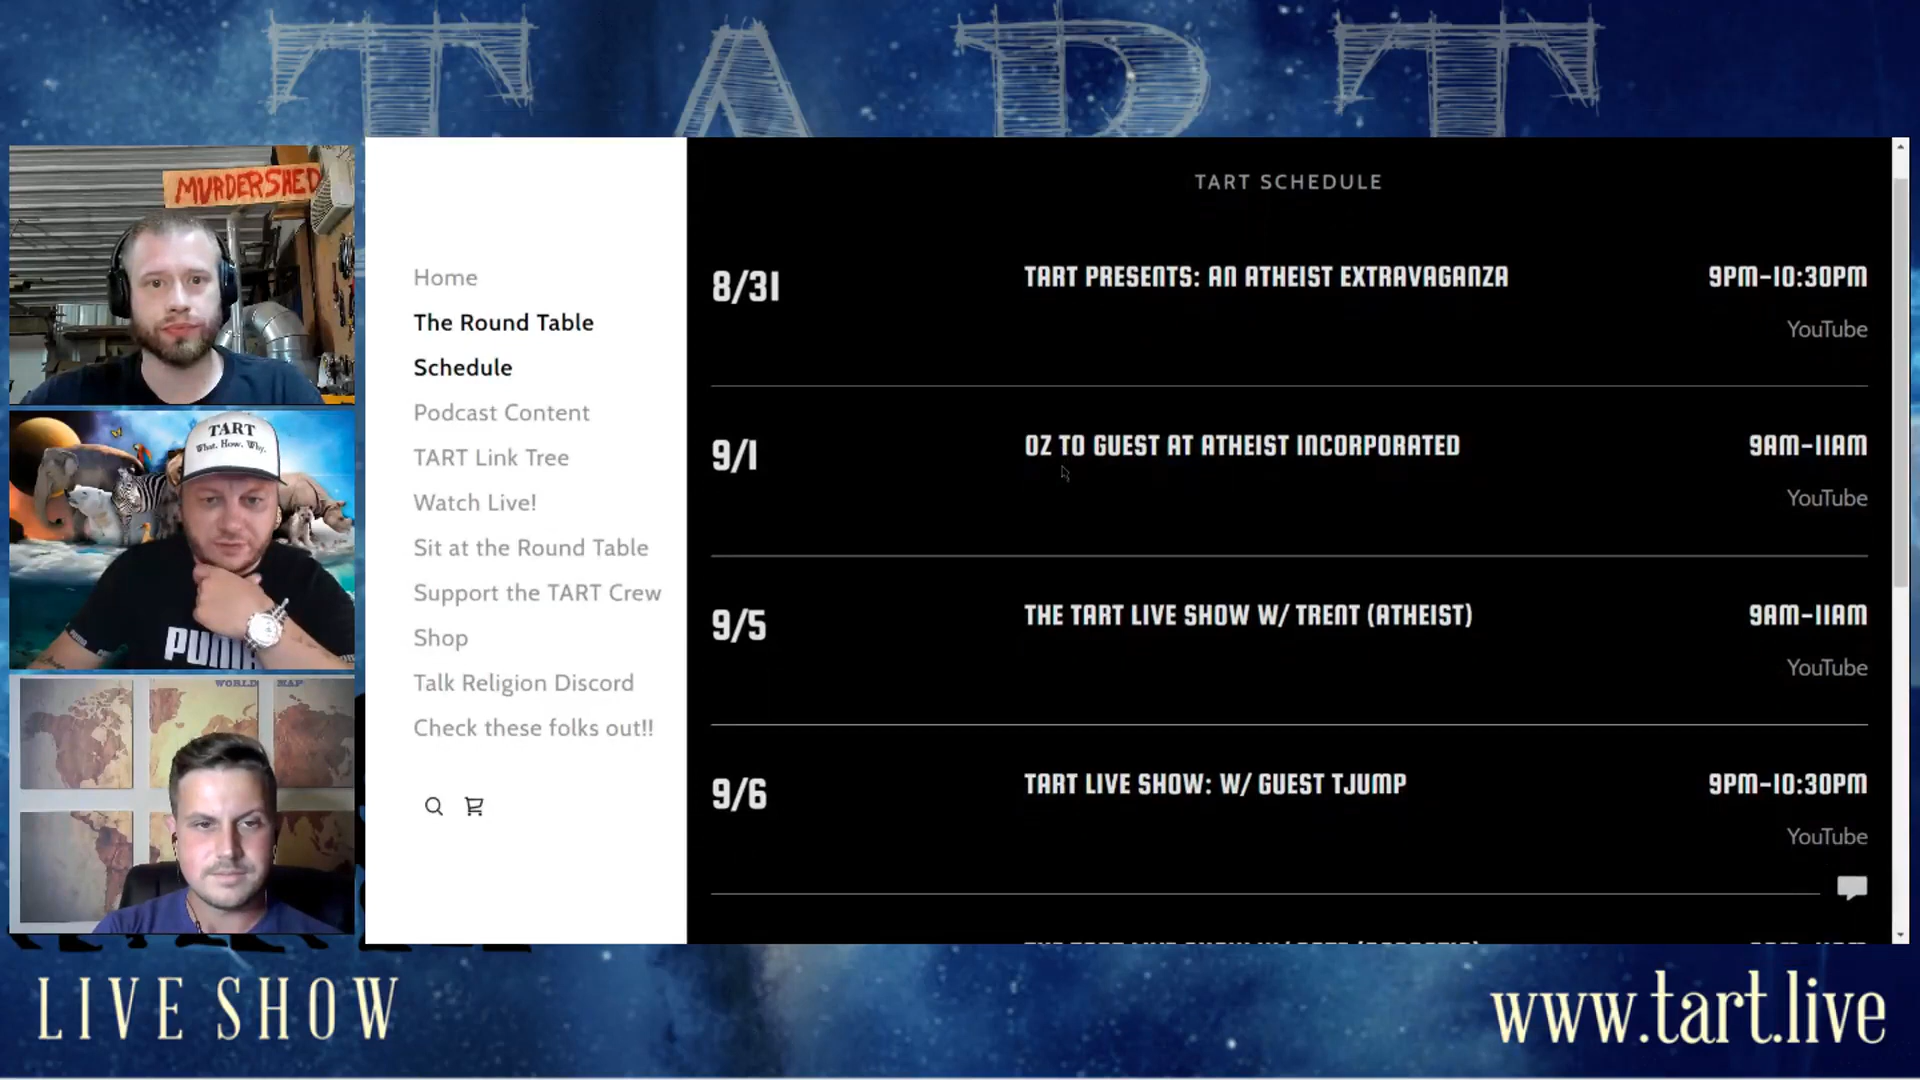 TART
MURDERSHED
TART
What. How. Why.
PUMA
WORLD MAP
Home
The Round Table
Schedule
Podcast Content
TART Link Tree
Watch Live!
Sit at the Round Table
Support the TART Crew
Shop
Talk Religion Discord
Check these folks out!!
TART SCHEDULE
8/31
TART PRESENTS: AN ATHEIST EXTRAVAGANZA
9PM-10:30PM
YouTube
9/1
OZ TO GUEST AT ATHEIST INCORPORATED
9AM-11AM
YouTube
9/5
THE TART LIVE SHOW W/ TRENT (ATHEIST)
9AM-11AM
YouTube
9/6
TART LIVE SHOW: W/ GUEST TJUMP
9PM-10:30PM
YouTube
LIVE SHOW
www.tart.live